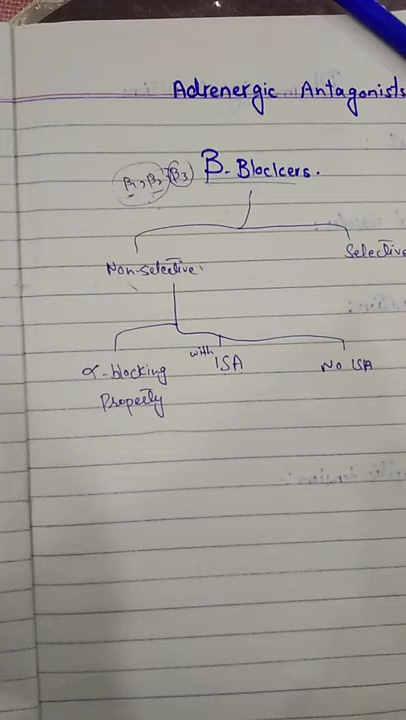 Adrenergic Antagonists
β1, β2 β3 β-Blockers.
Non-selective Selective
α-blocking with ISA No ISA
Property